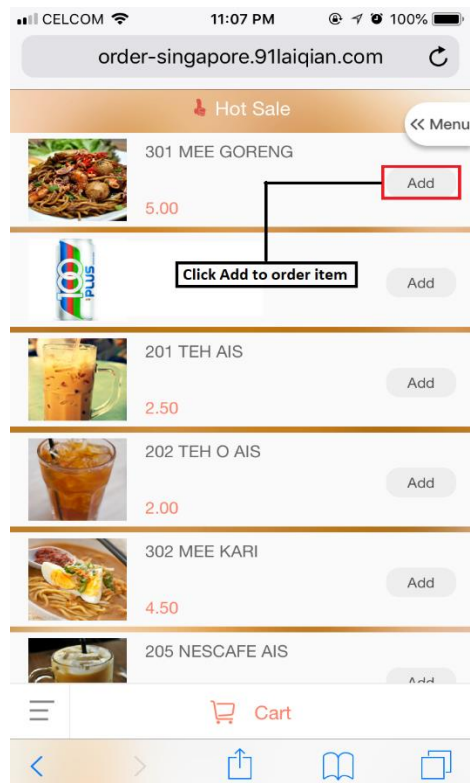 CELCOM 11:07 PM 100%
order-singapore.91laiqian.com
Hot Sale
<< Menu
301 MEE GORENG
Add
5.00
100
PLUS
Click Add to order item
Add
201 TEH AIS
Add
2.50
202 TEH O AIS
Add
2.00
302 MEE KARI
Add
4.50
205 NESCAFE AIS
Add
Cart